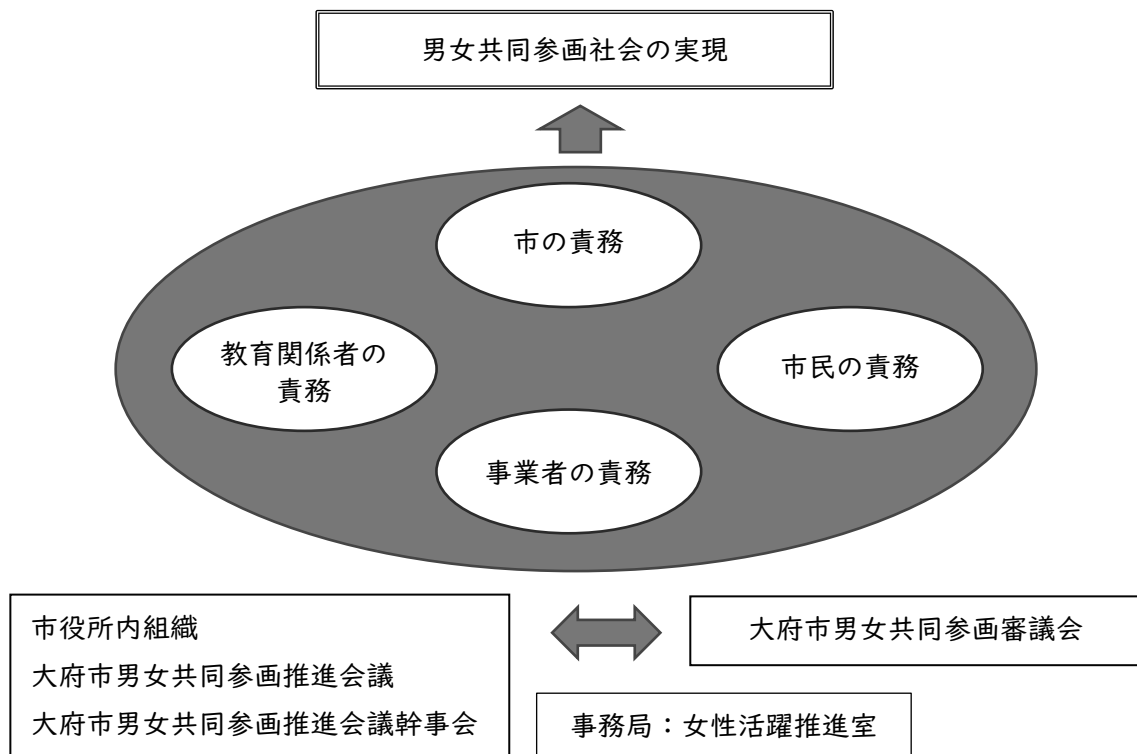 男女共同参画社会の実現
市の責務
教育関係者の
責務
市民の責務
事業者の責務
市役所内組織
大府市男女共同参画推進会議
大府市男女共同参画推進会議幹事会
大府市男女共同参画審議会
事務局：女性活躍推進室